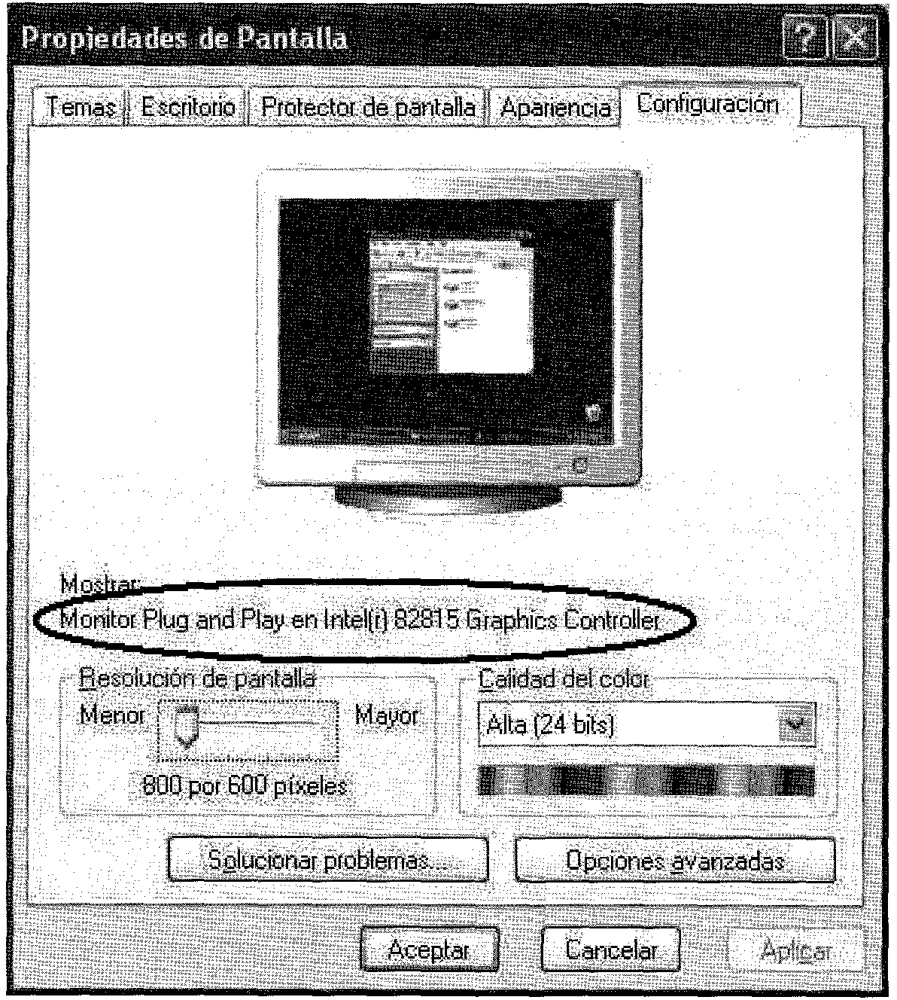 Propiedades de Pantalla
Temas Escritorio Protector de pantalla Apariencia Configuración
Mostrar:
Monitor Plug and Play en Intel(r) 82815 Graphics Controller
Resolución de pantalla
Menor Mayor
800 por 600 píxeles
Calidad del color
Alta (24 bits)
Solucionar problemas... Opciones avanzadas
Aceptar Cancelar Aplicar